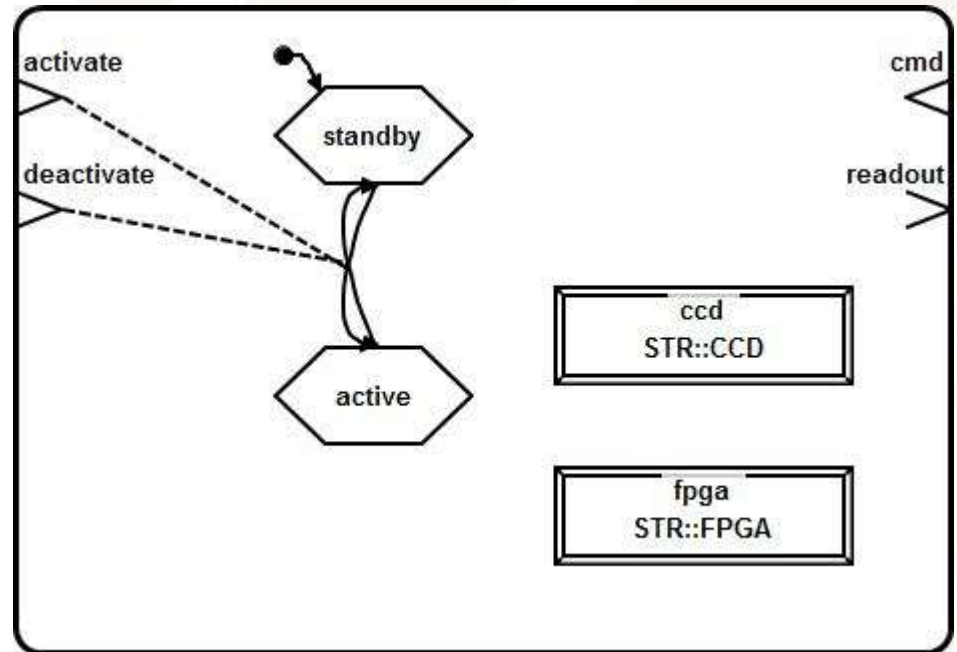 activate
cmd
standby
deactivate
readout
ccd
STR::CCD
active
fpga
STR::FPGA